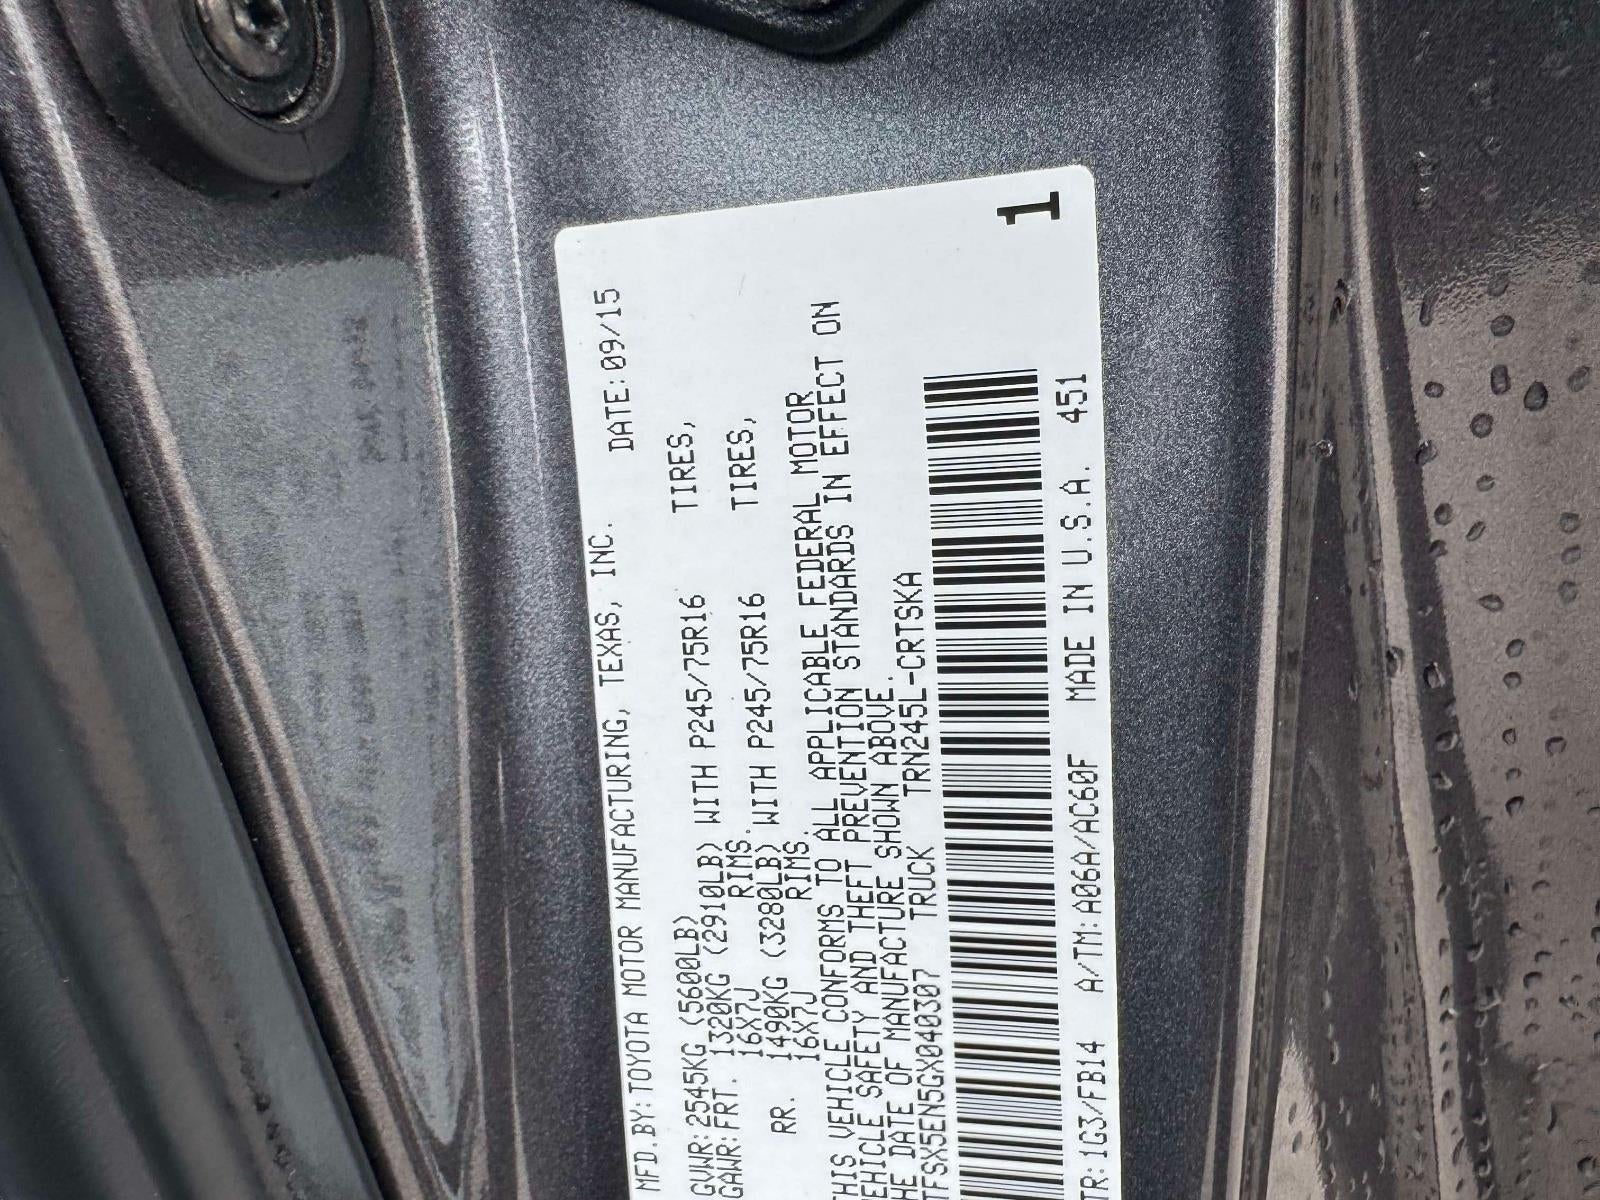 MFD.BY:TOYOTA MOTOR MANUFACTURING, TEXAS, INC. DATE:09/15
GVWR:2545KG (5600LB)
GAWR:FRT. 1320KG (2910LB) WITH P245/75R16 TIRES,
16X7J RIMS.
RR. 1490KG (3280LB) WITH P245/75R16 TIRES,
16X7J RIMS.
THIS VEHICLE CONFORMS TO ALL APPLICABLE FEDERAL MOTOR
VEHICLE SAFETY AND THEFT PREVENTION STANDARDS IN EFFECT ON
THE DATE OF MANUFACTURE SHOWN ABOVE.
TFSX5EN5GX040307 TRUCK TRN245L-CRTSKA
TR:1G3/FB14 A/TM:A06A/AC60F MADE IN U.S.A. 451
1